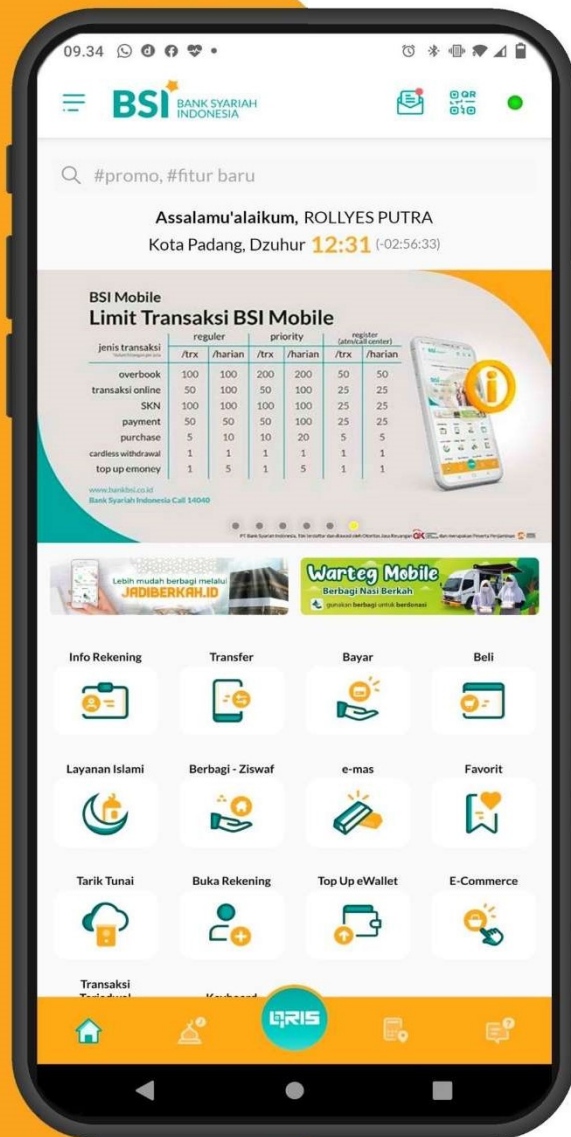 09.34
BSI BANK SYARIAH
INDONESIA
QR
#promo, #fitur baru
Assalamu'alaikum, ROLLYES PUTRA
Kota Padang, Dzuhur 12:31 (-02:56:33)
BSI Mobile
Limit Transaksi BSI Mobile
jenis transaksi reguler priority register
(atm/call center)
/trx /harian /trx /harian /trx /harian
overbook 100 100 200 200 50 50
transaksi online 50 100 50 100 25 25
SKN 100 100 100 100 25 25
payment 50 50 50 100 25 25
purchase 5 10 10 20 5 5
cardless withdrawal 1 1 1 1 1 1
top up emoney 1 5 1 5 1 1
www.bankbsi.co.id
Bank Syariah Indonesia Call 14040
Lebih mudah berbagi melalui
JADIBERKAH.ID
Warteg Mobile
Berbagi Nasi Berkah
gunakan berbagi untuk berdonasi
Info Rekening Transfer Bayar Beli
Layanan Islami Berbagi - Ziswaf e-mas Favorit
Tarik Tunai Buka Rekening Top Up eWallet E-Commerce
Transaksi
QRIS